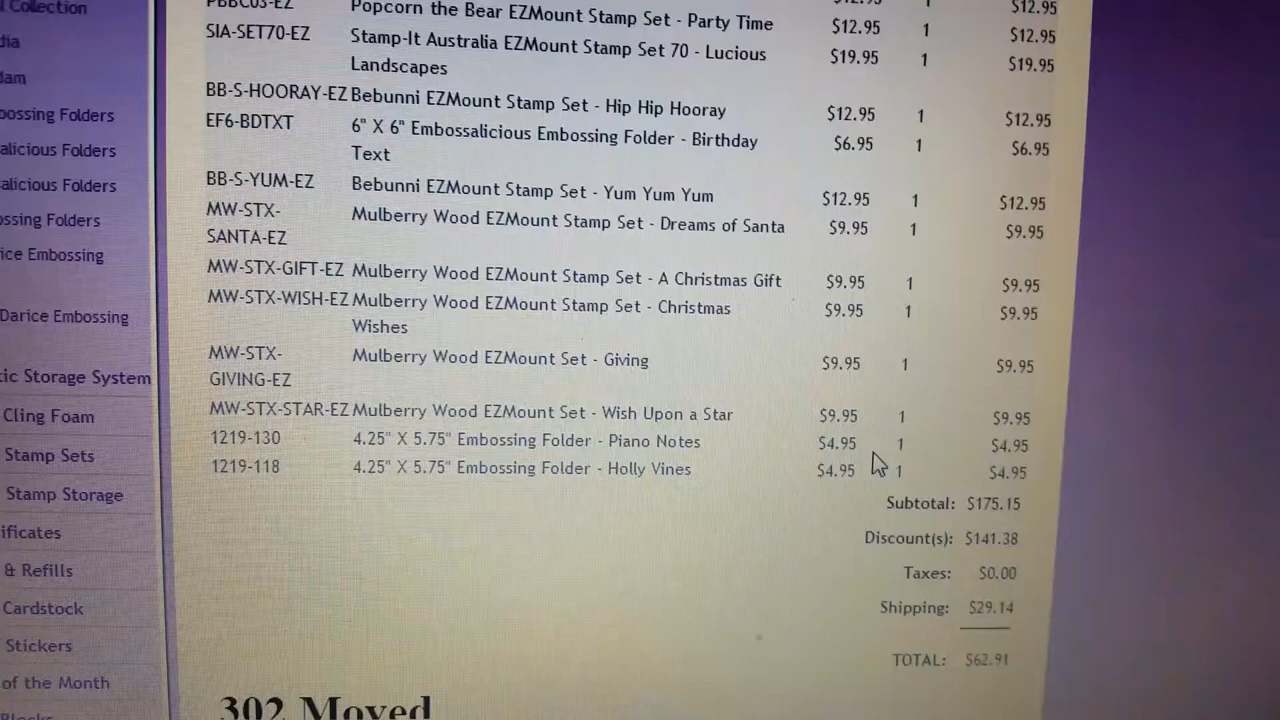 Collection
dia
dam
bossing Folders
alicious Folders
alicious Folders
ossing Folders
ice Embossing
Darice Embossing
tic Storage System
Cling Foam
Stamp Sets
Stamp Storage
ificates
& Refills
Cardstock
Stickers
of the Month
Blocks
PBBC03-EZ Popcorn the Bear EZMount Stamp Set - Party Time $12.95 1 $12.95
$12.95 1 $12.95
SIA-SET70-EZ Stamp-It Australia EZMount Stamp Set 70 - Lucious $19.95 1 $19.95
Landscapes
BB-S-HOORAY-EZ Bebunni EZMount Stamp Set - Hip Hip Hooray $12.95 1 $12.95
EF6-BDTXT 6" X 6" Embossalicious Embossing Folder - Birthday $6.95 1 $6.95
Text
BB-S-YUM-EZ Bebunni EZMount Stamp Set - Yum Yum Yum $12.95 1 $12.95
MW-STX- Mulberry Wood EZMount Stamp Set - Dreams of Santa $9.95 1 $9.95
SANTA-EZ
MW-STX-GIFT-EZ Mulberry Wood EZMount Stamp Set - A Christmas Gift $9.95 1 $9.95
MW-STX-WISH-EZ Mulberry Wood EZMount Stamp Set - Christmas $9.95 1 $9.95
Wishes
MW-STX- Mulberry Wood EZMount Set - Giving $9.95 1 $9.95
GIVING-EZ
MW-STX-STAR-EZ Mulberry Wood EZMount Set - Wish Upon a Star $9.95 1 $9.95
1219-130 4.25" X 5.75" Embossing Folder - Piano Notes $4.95 1 $4.95
1219-118 4.25" X 5.75" Embossing Folder - Holly Vines $4.95 1 $4.95
Subtotal: $175.15
Discount(s): $141.38
Taxes: $0.00
Shipping: $29.14
TOTAL: $62.91
302 Moved